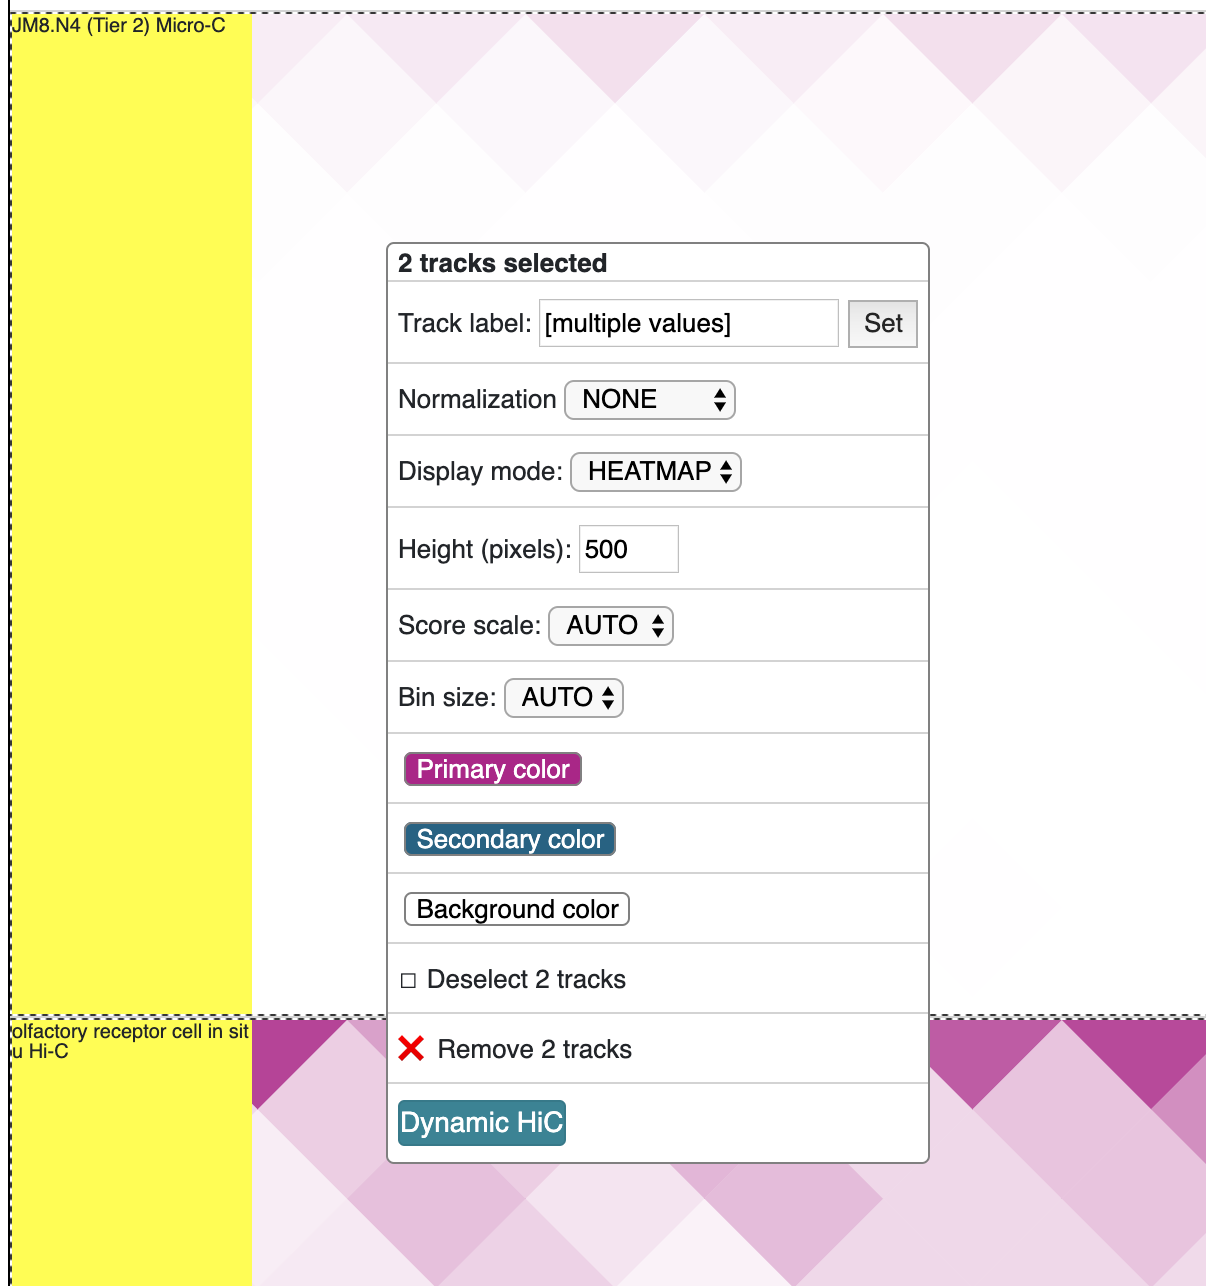 JM8.N4 (Tier 2) Micro-C
2 tracks selected
Track label: [multiple values] Set
Normalization NONE
Display mode: HEATMAP
Height (pixels): 500
Score scale: AUTO
Bin size: AUTO
Primary color
Secondary color
Background color
Deselect 2 tracks
Remove 2 tracks
Dynamic HiC
olfactory receptor cell in sit
u Hi-C